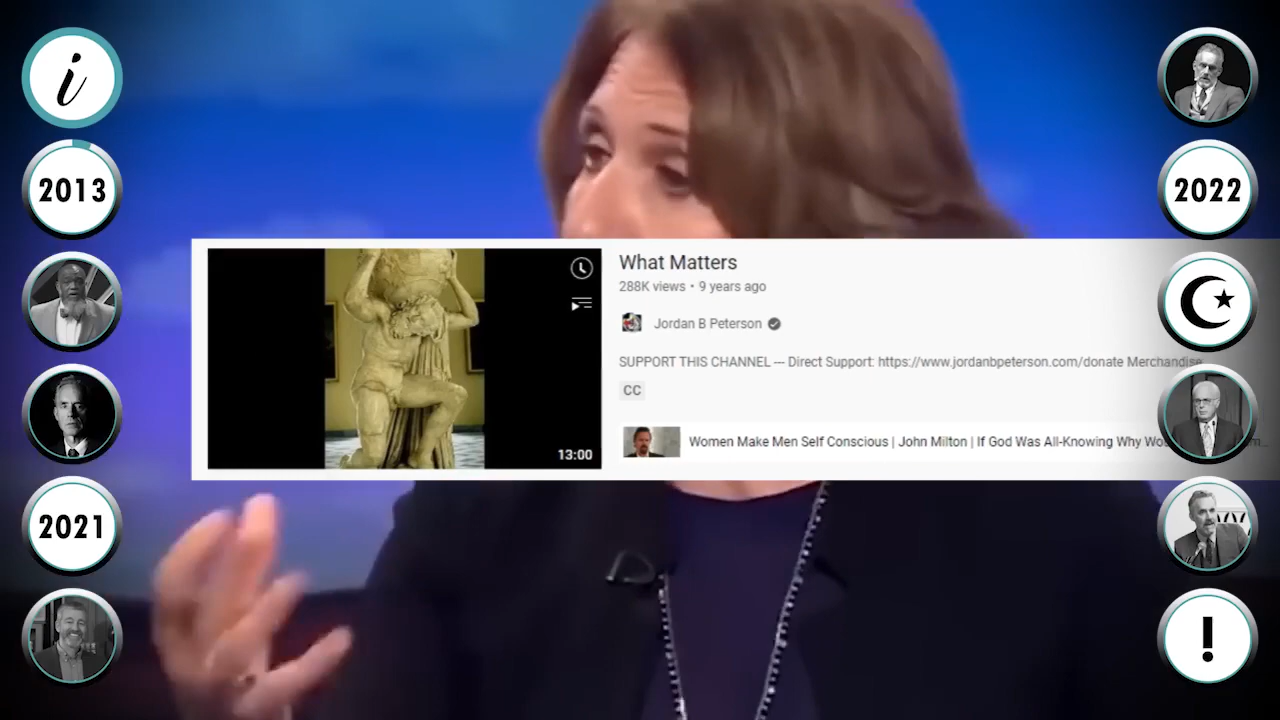 i
2013
2021
What Matters
288K views • 9 years ago
Jordan B Peterson
SUPPORT THIS CHANNEL --- Direct Support: https://www.jordanbpeterson.com/donate Merchandise
CC
13:00
Women Make Men Self Conscious | John Milton | If God Was All-Knowing Why
2022
!